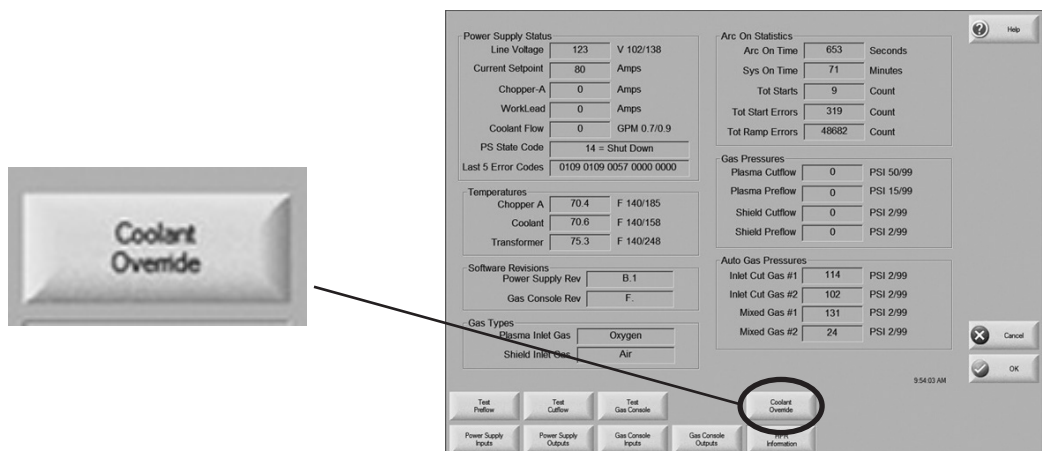 Coolant
Override
Power Supply Status
Line Voltage 123 V 102/138
Current Setpoint 80 Amps
Chopper-A 0 Amps
WorkLead 0 Amps
Coolant Flow 0 GPM 0.7/0.9
PS State Code 14 = Shut Down
Last 5 Error Codes 0109 0109 0057 0000 0000
Temperatures
Chopper A 70.4 F 140/185
Coolant 70.6 F 140/158
Transformer 75.3 F 140/248
Software Revisions
Power Supply Rev B.1
Gas Console Rev F.
Gas Types
Plasma Inlet Gas Oxygen
Shield Inlet Gas Air
Arc On Statistics
Arc On Time 653 Seconds
Sys On Time 71 Minutes
Tot Starts 9 Count
Tot Start Errors 319 Count
Tot Ramp Errors 48682 Count
Gas Pressures
Plasma Cutflow 0 PSI 50/99
Plasma Preflow 0 PSI 15/99
Shield Cutflow 0 PSI 2/99
Shield Preflow 0 PSI 2/99
Auto Gas Pressures
Inlet Cut Gas #1 114 PSI 2/99
Inlet Cut Gas #2 102 PSI 2/99
Mixed Gas #1 131 PSI 2/99
Mixed Gas #2 24 PSI 2/99
Help
Cancel
OK
9:54:03 AM
Test
Preflow
Test
Cutflow
Test
Gas Console
Coolant
Override
Power Supply
Inputs
Power Supply
Outputs
Gas Console
Inputs
Gas Console
Outputs
Information